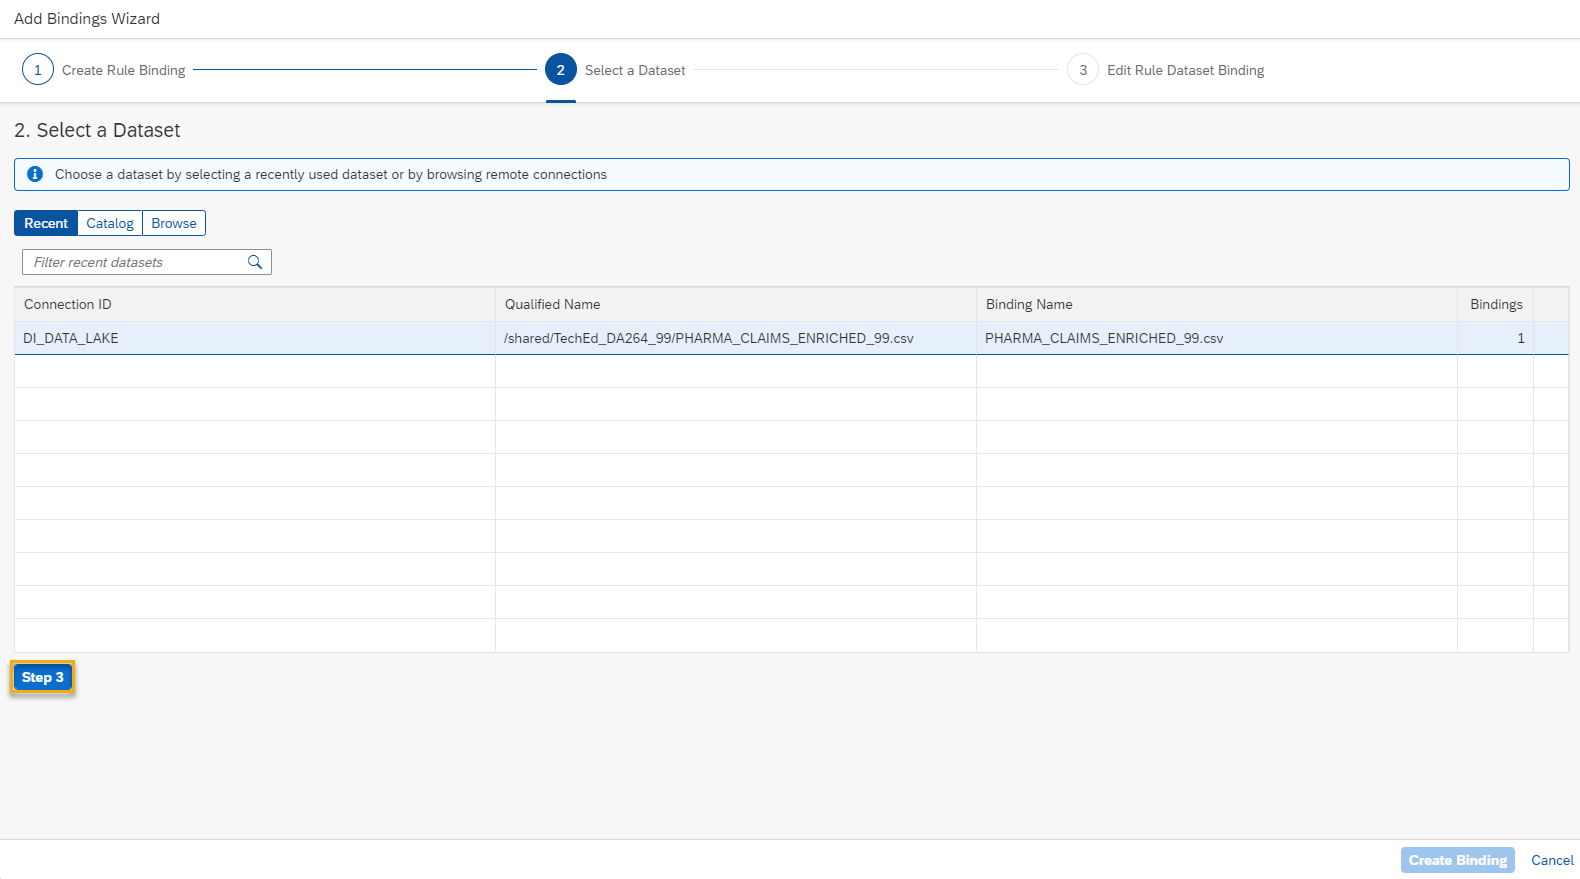 Add Bindings Wizard
1 Create Rule Binding 2 Select a Dataset 3 Edit Rule Dataset Binding
2. Select a Dataset
Choose a dataset by selecting a recently used dataset or by browsing remote connections
Recent Catalog Browse
Filter recent datasets
Connection ID Qualified Name Binding Name Bindings
DI_DATA_LAKE /shared/TechEd_DA264_99/PHARMA_CLAIMS_ENRICHED_99.csv PHARMA_CLAIMS_ENRICHED_99.csv 1
Step 3
Create Binding Cancel